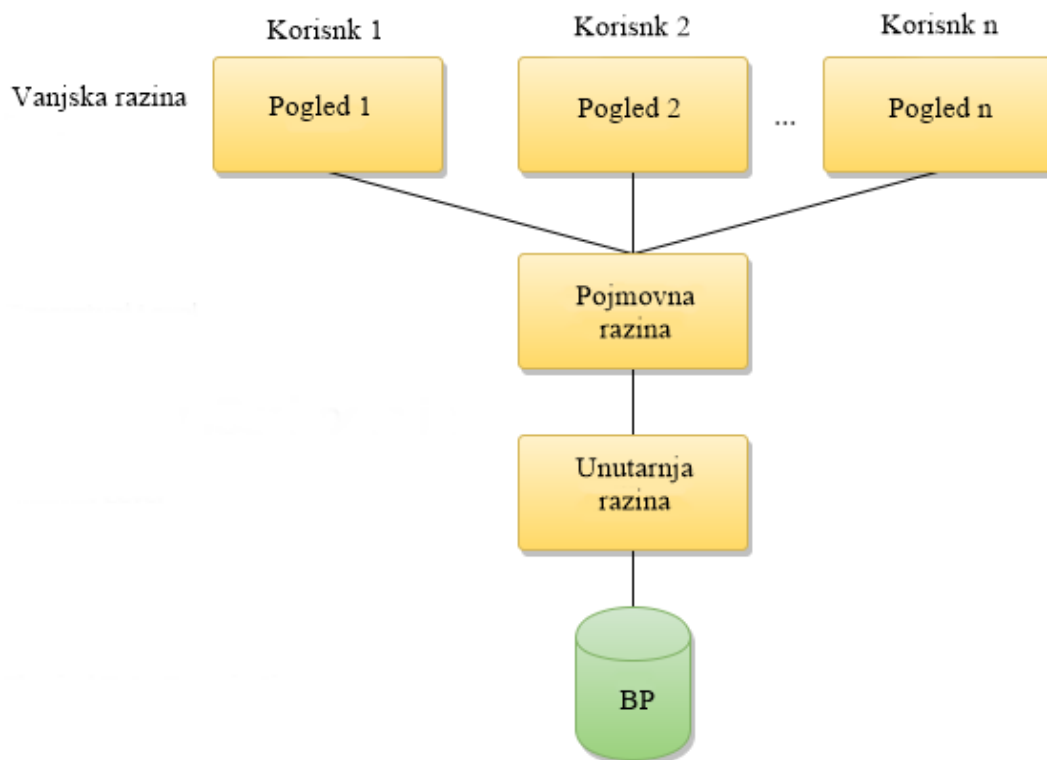 Korisnk 1
Korisnk 2
Korisnk n
Vanjska razina
Pogled 1
Pogled 2
...
Pogled n
Pojmovna
razina
Unutarnja
razina
BP